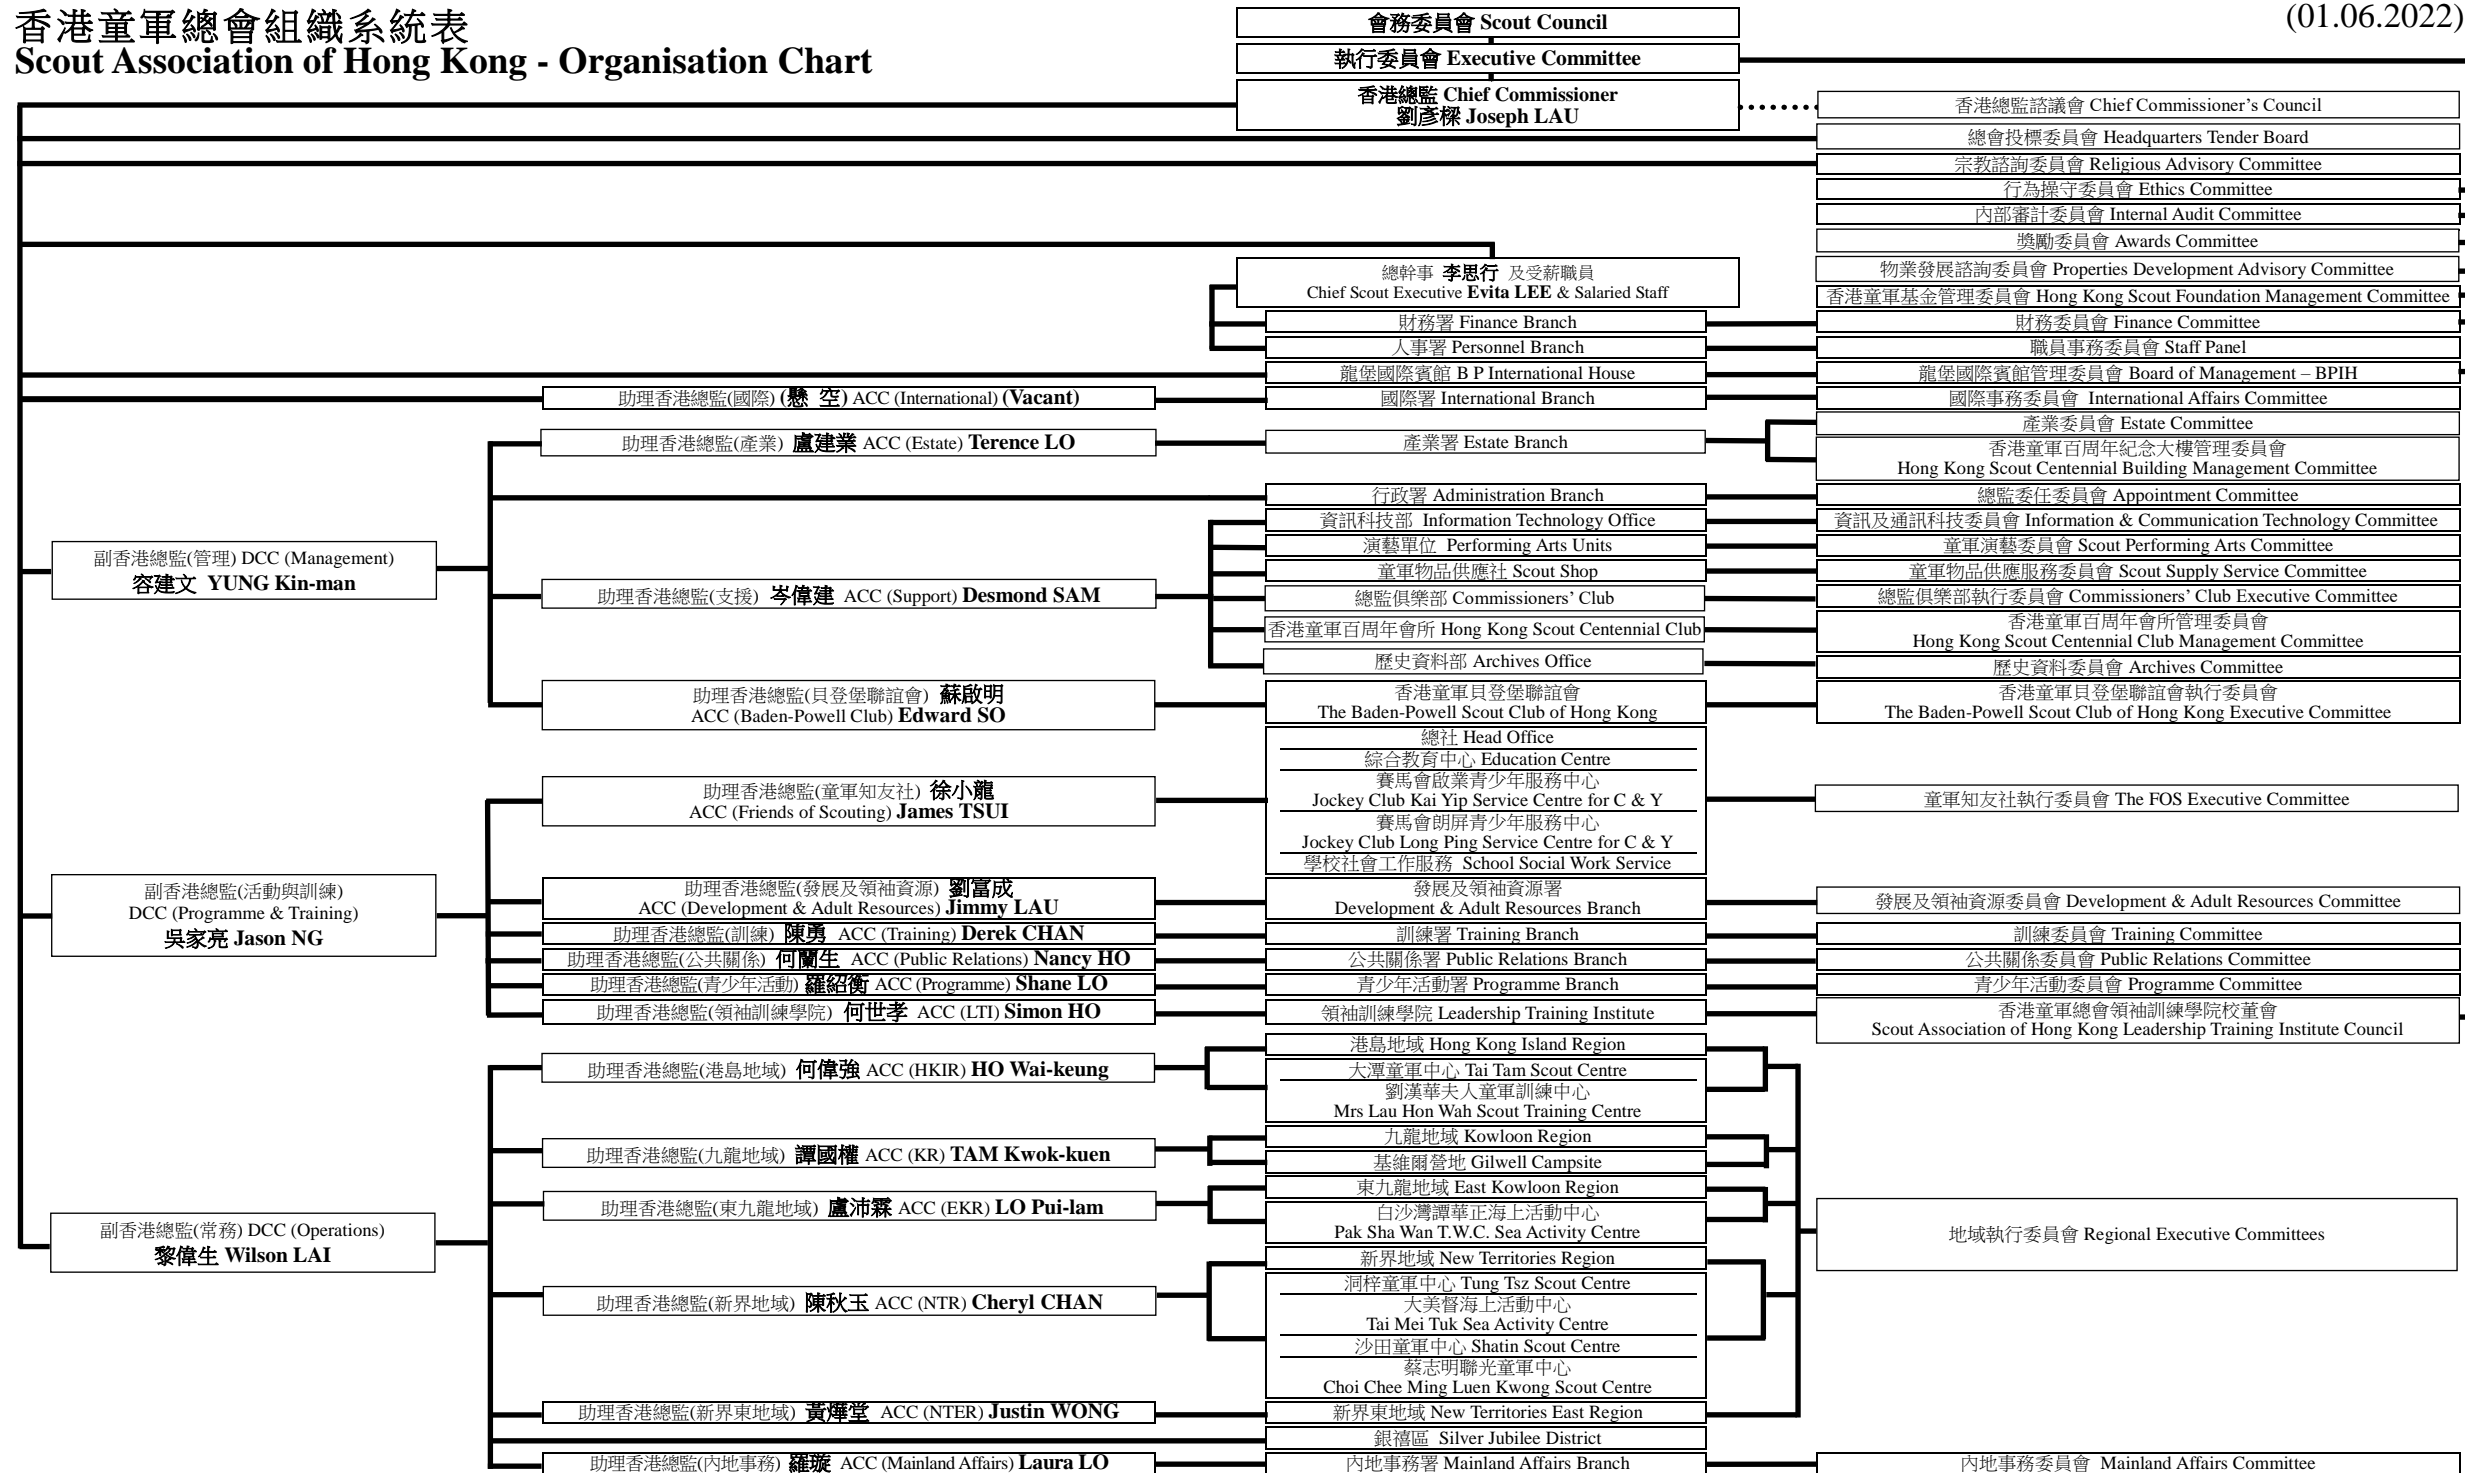 香港童軍總會組織系統表
Scout Association of Hong Kong - Organisation Chart
(01.06.2022)
會務委員會 Scout Council
執行委員會 Executive Committee
香港總監 Chief Commissioner
劉彥樑 Joseph LAU
香港總監諮議會 Chief Commissioner's Council
總會投標委員會 Headquarters Tender Board
宗教諮詢委員會 Religious Advisory Committee
行為操守委員會 Ethics Committee
內部審計委員會 Internal Audit Committee
獎勵委員會 Awards Committee
總幹事 李思行 及受薪職員
Chief Scout Executive Evita LEE & Salaried Staff
物業發展諮詢委員會 Properties Development Advisory Committee
香港童軍基金管理委員會 Hong Kong Scout Foundation Management Committee
財務署 Finance Branch
財務委員會 Finance Committee
人事署 Personnel Branch
職員事務委員會 Staff Panel
龍堡國際賓館 B P International House
龍堡國際賓館管理委員會 Board of Management – BPIH
助理香港總監(國際) (懸 空) ACC (International) (Vacant)
國際署 International Branch
國際事務委員會 International Affairs Committee
助理香港總監(產業) 盧建業 ACC (Estate) Terence LO
產業署 Estate Branch
產業委員會 Estate Committee
香港童軍百周年紀念大樓管理委員會
Hong Kong Scout Centennial Building Management Committee
行政署 Administration Branch
總監委任委員會 Appointment Committee
資訊科技部 Information Technology Office
資訊及通訊科技委員會 Information & Communication Technology Committee
副香港總監(管理) DCC (Management)
容建文 YUNG Kin-man
演藝單位 Performing Arts Units
童軍演藝委員會 Scout Performing Arts Committee
童軍物品供應社 Scout Shop
童軍物品供應服務委員會 Scout Supply Service Committee
助理香港總監(支援) 岑偉建 ACC (Support) Desmond SAM
總監俱樂部 Commissioners' Club
總監俱樂部執行委員會 Commissioners' Club Executive Committee
香港童軍百周年會所 Hong Kong Scout Centennial Club
香港童軍百周年會所管理委員會
Hong Kong Scout Centennial Club Management Committee
歷史資料部 Archives Office
歷史資料委員會 Archives Committee
助理香港總監(貝登堡聯誼會) 蘇啟明
ACC (Baden-Powell Club) Edward SO
香港童軍貝登堡聯誼會
The Baden-Powell Scout Club of Hong Kong
香港童軍貝登堡聯誼會執行委員會
The Baden-Powell Scout Club of Hong Kong Executive Committee
副香港總監(活動與訓練)
DCC (Programme & Training)
吳家亮 Jason NG
助理香港總監(童軍知友社) 徐小龍
ACC (Friends of Scouting) James TSUI
總社 Head Office
綜合教育中心 Education Centre
賽馬會啟業青少年服務中心
Jockey Club Kai Yip Service Centre for C & Y
賽馬會朗屏青少年服務中心
Jockey Club Long Ping Service Centre for C & Y
學校社會工作服務 School Social Work Service
童軍知友社執行委員會 The FOS Executive Committee
助理香港總監(發展及領袖資源) 劉富成
ACC (Development & Adult Resources) Jimmy LAU
發展及領袖資源署
Development & Adult Resources Branch
發展及領袖資源委員會 Development & Adult Resources Committee
助理香港總監(訓練) 陳勇 ACC (Training) Derek CHAN
訓練署 Training Branch
訓練委員會 Training Committee
助理香港總監(公共關係) 何蘭生 ACC (Public Relations) Nancy HO
公共關係署 Public Relations Branch
公共關係委員會 Public Relations Committee
助理香港總監(青少年活動) 羅紹衡 ACC (Programme) Shane LO
青少年活動署 Programme Branch
青少年活動委員會 Programme Committee
助理香港總監(領袖訓練學院) 何世孝 ACC (LTI) Simon HO
領袖訓練學院 Leadership Training Institute
香港童軍總會領袖訓練學院校董會
Scout Association of Hong Kong Leadership Training Institute Council
副香港總監(常務) DCC (Operations)
黎偉生 Wilson LAI
助理香港總監(港島地域) 何偉強 ACC (HKIR) HO Wai-keung
港島地域 Hong Kong Island Region
大潭童軍中心 Tai Tam Scout Centre
劉漢華夫人童軍訓練中心
Mrs Lau Hon Wah Scout Training Centre
助理香港總監(九龍地域) 譚國權 ACC (KR) TAM Kwok-kuen
九龍地域 Kowloon Region
基維爾營地 Gilwell Campsite
助理香港總監(東九龍地域) 盧沛霖 ACC (EKR) LO Pui-lam
東九龍地域 East Kowloon Region
白沙灣譚華正海上活動中心
Pak Sha Wan T.W.C. Sea Activity Centre
地域執行委員會 Regional Executive Committees
助理香港總監(新界地域) 陳秋玉 ACC (NTR) Cheryl CHAN
新界地域 New Territories Region
洞梓童軍中心 Tung Tsz Scout Centre
大美督海上活動中心
Tai Mei Tuk Sea Activity Centre
沙田童軍中心 Shatin Scout Centre
蔡志明聯光童軍中心
Choi Chee Ming Luen Kwong Scout Centre
助理香港總監(新界東地域) 黃燁堂 ACC (NTER) Justin WONG
新界東地域 New Territories East Region
銀禧區 Silver Jubilee District
助理香港總監(內地事務) 羅璇 ACC (Mainland Affairs) Laura LO
內地事務署 Mainland Affairs Branch
內地事務委員會 Mainland Affairs Committee